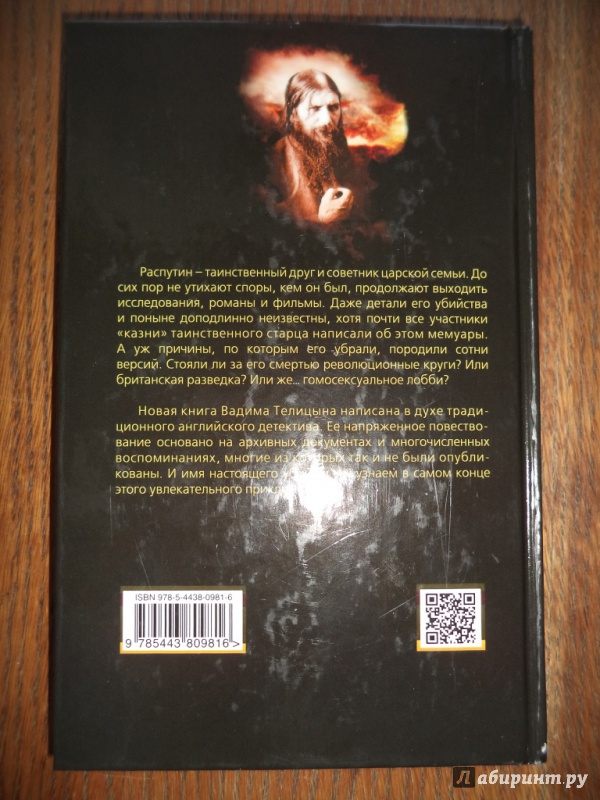 Распутин – таинственный друг и советник царской семьи. До
сих пор не утихают споры, кем он был, продолжают выходить
исследования, романы и фильмы. Даже детали его убийства
и поныне доподлинно неизвестны, хотя почти все участники
«казни» таинственного старца написали об этом мемуары.
А уж причины, по которым его убрали, породили сотни
версий. Стояли ли за его смертью революционные круги? Или
британская разведка? Или же... гомосексуальное лобби?
Новая книга Вадима Телицына написана в духе тради-
ционного английского детектива. Ее напряженное повество-
вание основано на архивных документах и многочисленных
воспоминаниях, многие из которых так и не были опубли-
кованы. И имя настоящего узнаем в самом конце
этого увлекательного
ISBN 978-5-4438-0981-6
9 785443 809816 >
Лабиринт.ру